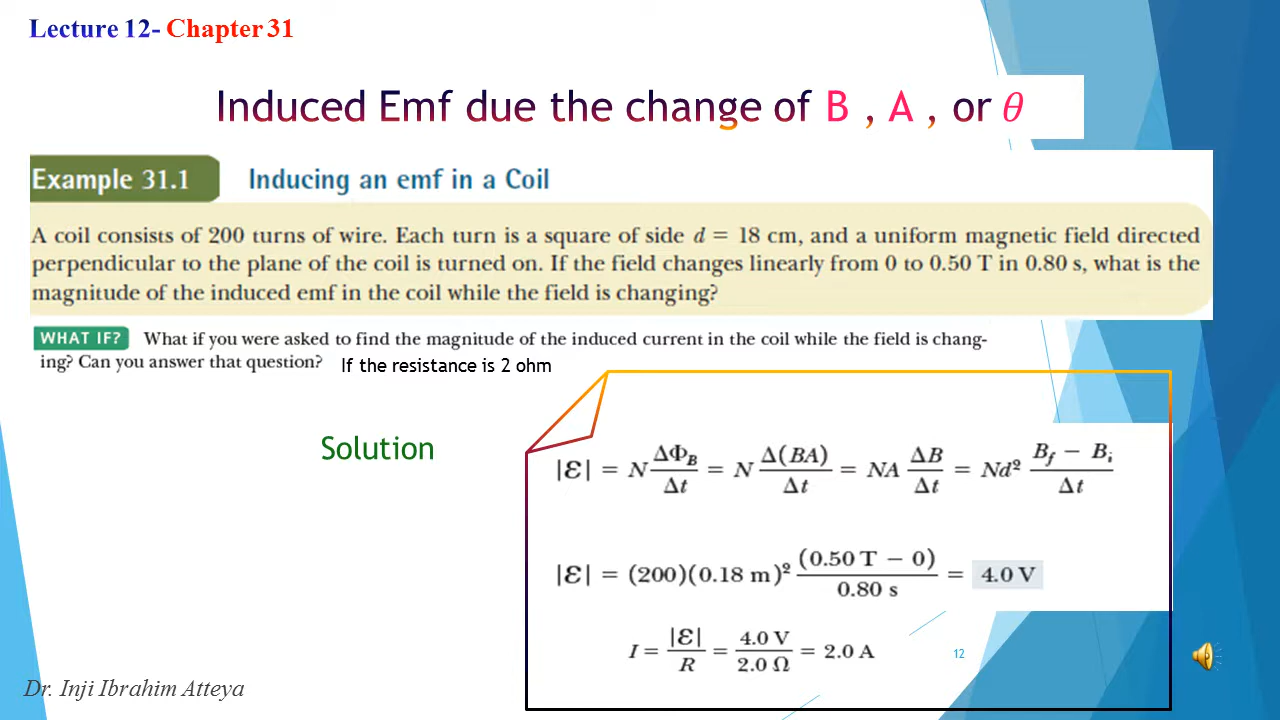 Lecture 12- Chapter 31
Induced Emf due the change of B , A , or θ
Example 31.1 Inducing an emf in a Coil
A coil consists of 200 turns of wire. Each turn is a square of side d = 18 cm, and a uniform magnetic field directed
perpendicular to the plane of the coil is turned on. If the field changes linearly from 0 to 0.50 T in 0.80 s, what is the
magnitude of the induced emf in the coil while the field is changing?
WHAT IF? What if you were asked to find the magnitude of the induced current in the coil while the field is chang-
ing? Can you answer that question? If the resistance is 2 ohm
Solution
|ℰ| = N ΔΦ_B/Δt = N Δ(BA)/Δt = NA ΔB/Δt = Nd² (B_f − B_i)/Δt
|ℰ| = (200)(0.18 m)² (0.50 T − 0)/0.80 s = 4.0 V
I = |ℰ|/R = 4.0 V/2.0 Ω = 2.0 A
12
Dr. Inji Ibrahim Atteya